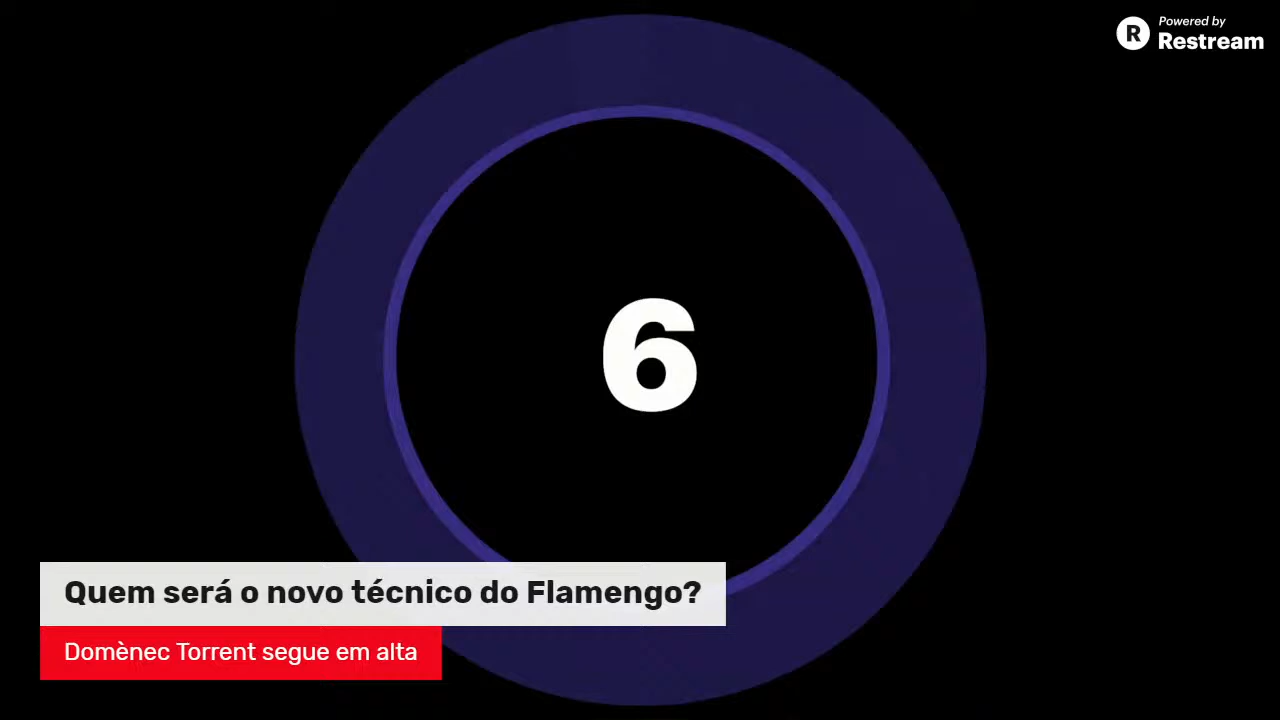 Powered by
R Restream
6
Quem será o novo técnico do Flamengo?
Domènec Torrent segue em alta